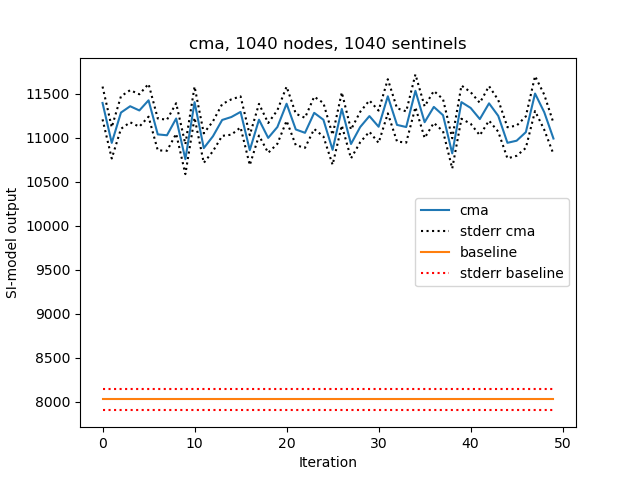 cma, 1040 nodes, 1040 sentinels
SI-model output
11500
11000
10500
10000
9500
9000
8500
8000
cma
stderr cma
baseline
stderr baseline
0 10 20 30 40 50
Iteration